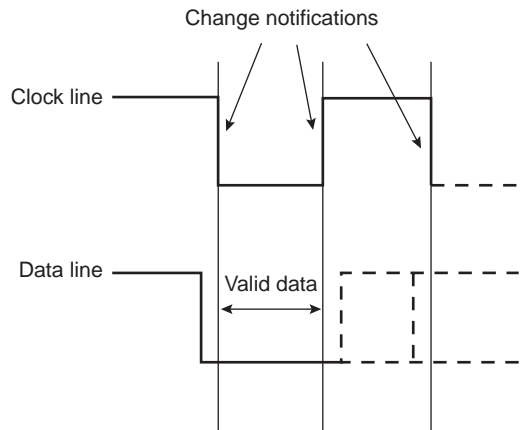 Change notifications
Clock line
Data line
Valid data